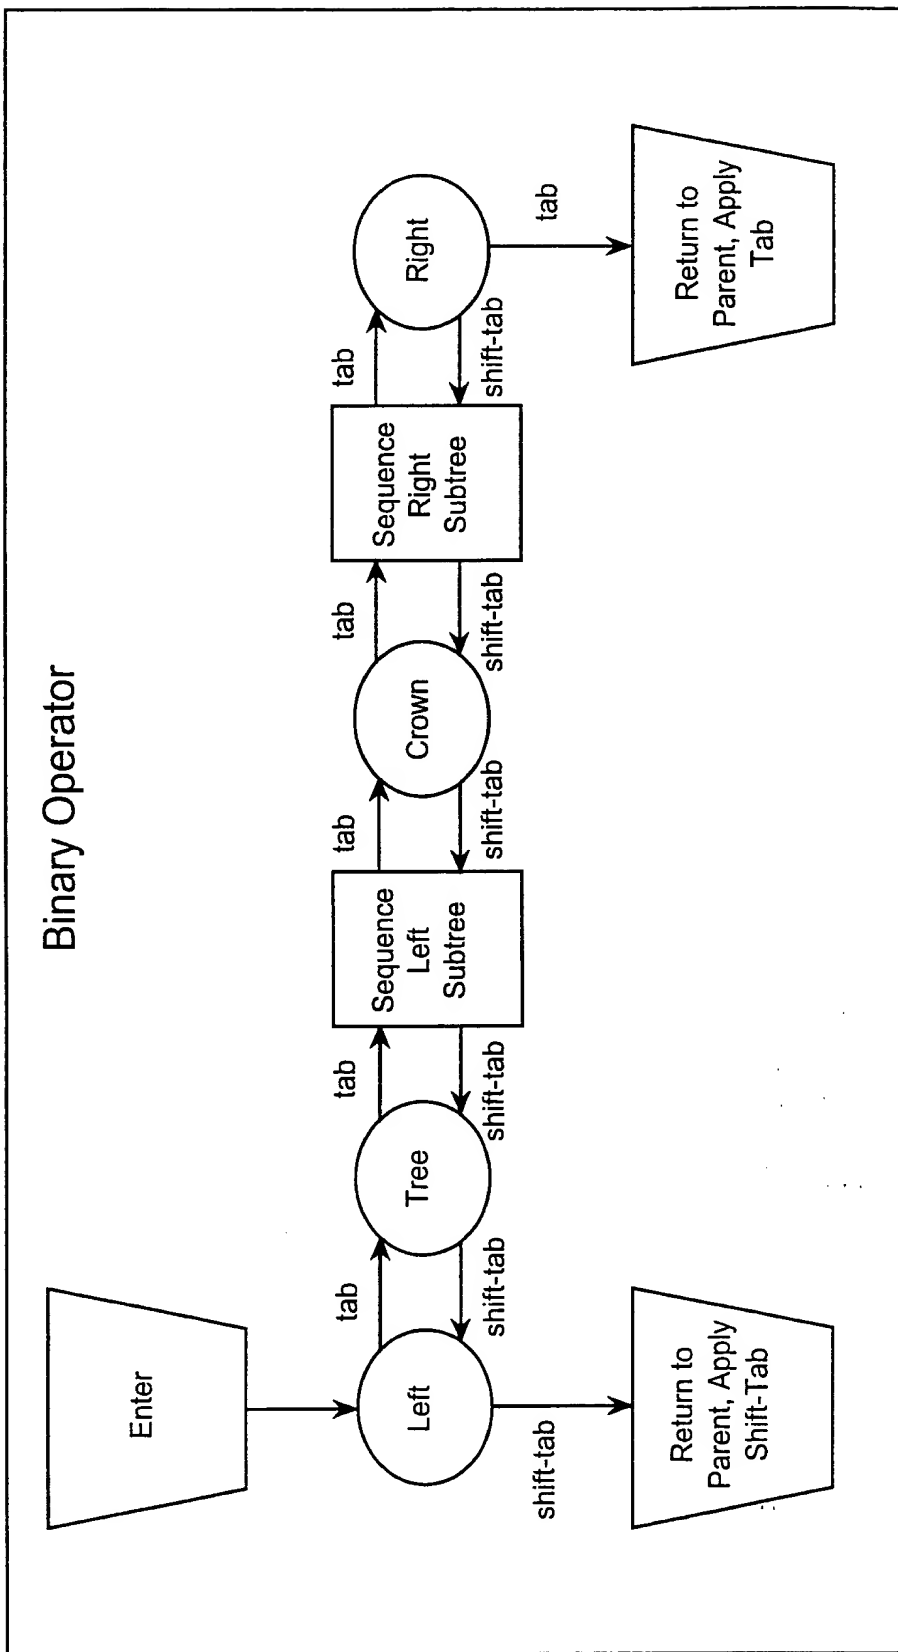 Binary Operator
Enter
Left
tab
shift-tab
Tree
tab
shift-tab
Sequence
Left
Subtree
tab
shift-tab
Crown
tab
shift-tab
Sequence
Right
Subtree
tab
shift-tab
Right
shift-tab
Return to
Parent, Apply
Shift-Tab
tab
Return to
Parent, Apply
Tab